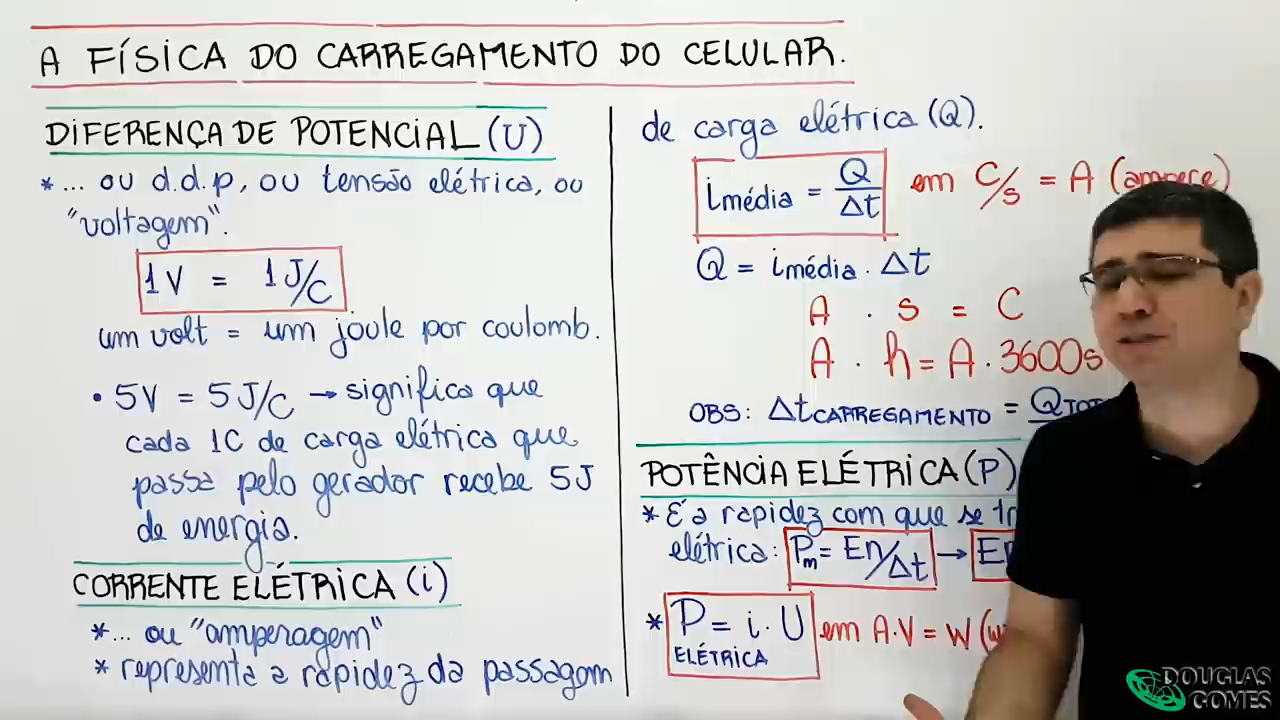 A FÍSICA DO CARREGAMENTO DO CELULAR.
DIFERENÇA DE POTENCIAL (U)
* ... ou d.d.p, ou tensão elétrica, ou
"voltagem".
1V = 1J/C
um volt = um joule por coulomb.
• 5V = 5J/C → significa que
cada 1C de carga elétrica que
passa pelo gerador recebe 5J
de energia.
CORRENTE ELÉTRICA (i)
* ... ou "amperagem"
* representa a rapidez da passagem
de carga elétrica (Q).
imédia = Q/Δt em C/s = A (ampere)
Q = imédia . Δt
A . s = C
A . h = A . 3600s
OBS: ΔtCARREGAMENTO =
POTÊNCIA ELÉTRICA (P)
* É a rapidez com que se
elétrica: Pm = En/Δt →
* P = i . U em A.V = W
ELÉTRICA
DOUGLAS
GOMES